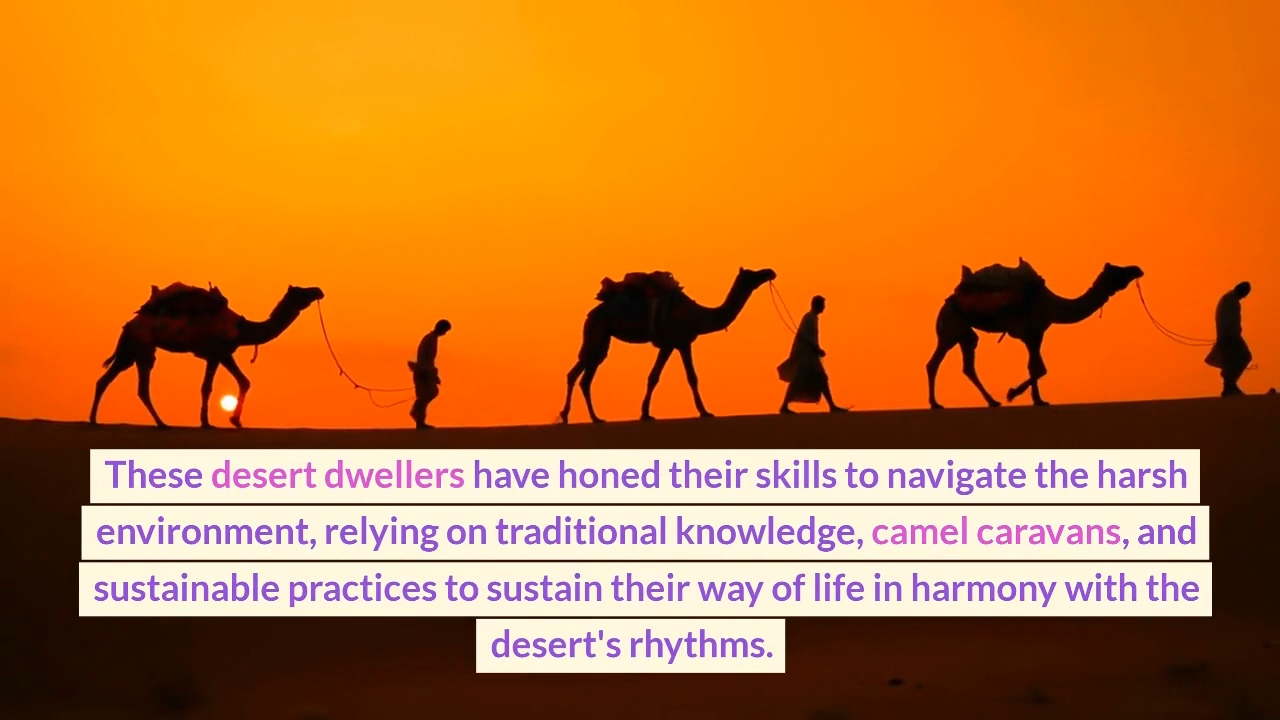 These desert dwellers have honed their skills to navigate the harsh
environment, relying on traditional knowledge, camel caravans, and
sustainable practices to sustain their way of life in harmony with the
desert's rhythms.